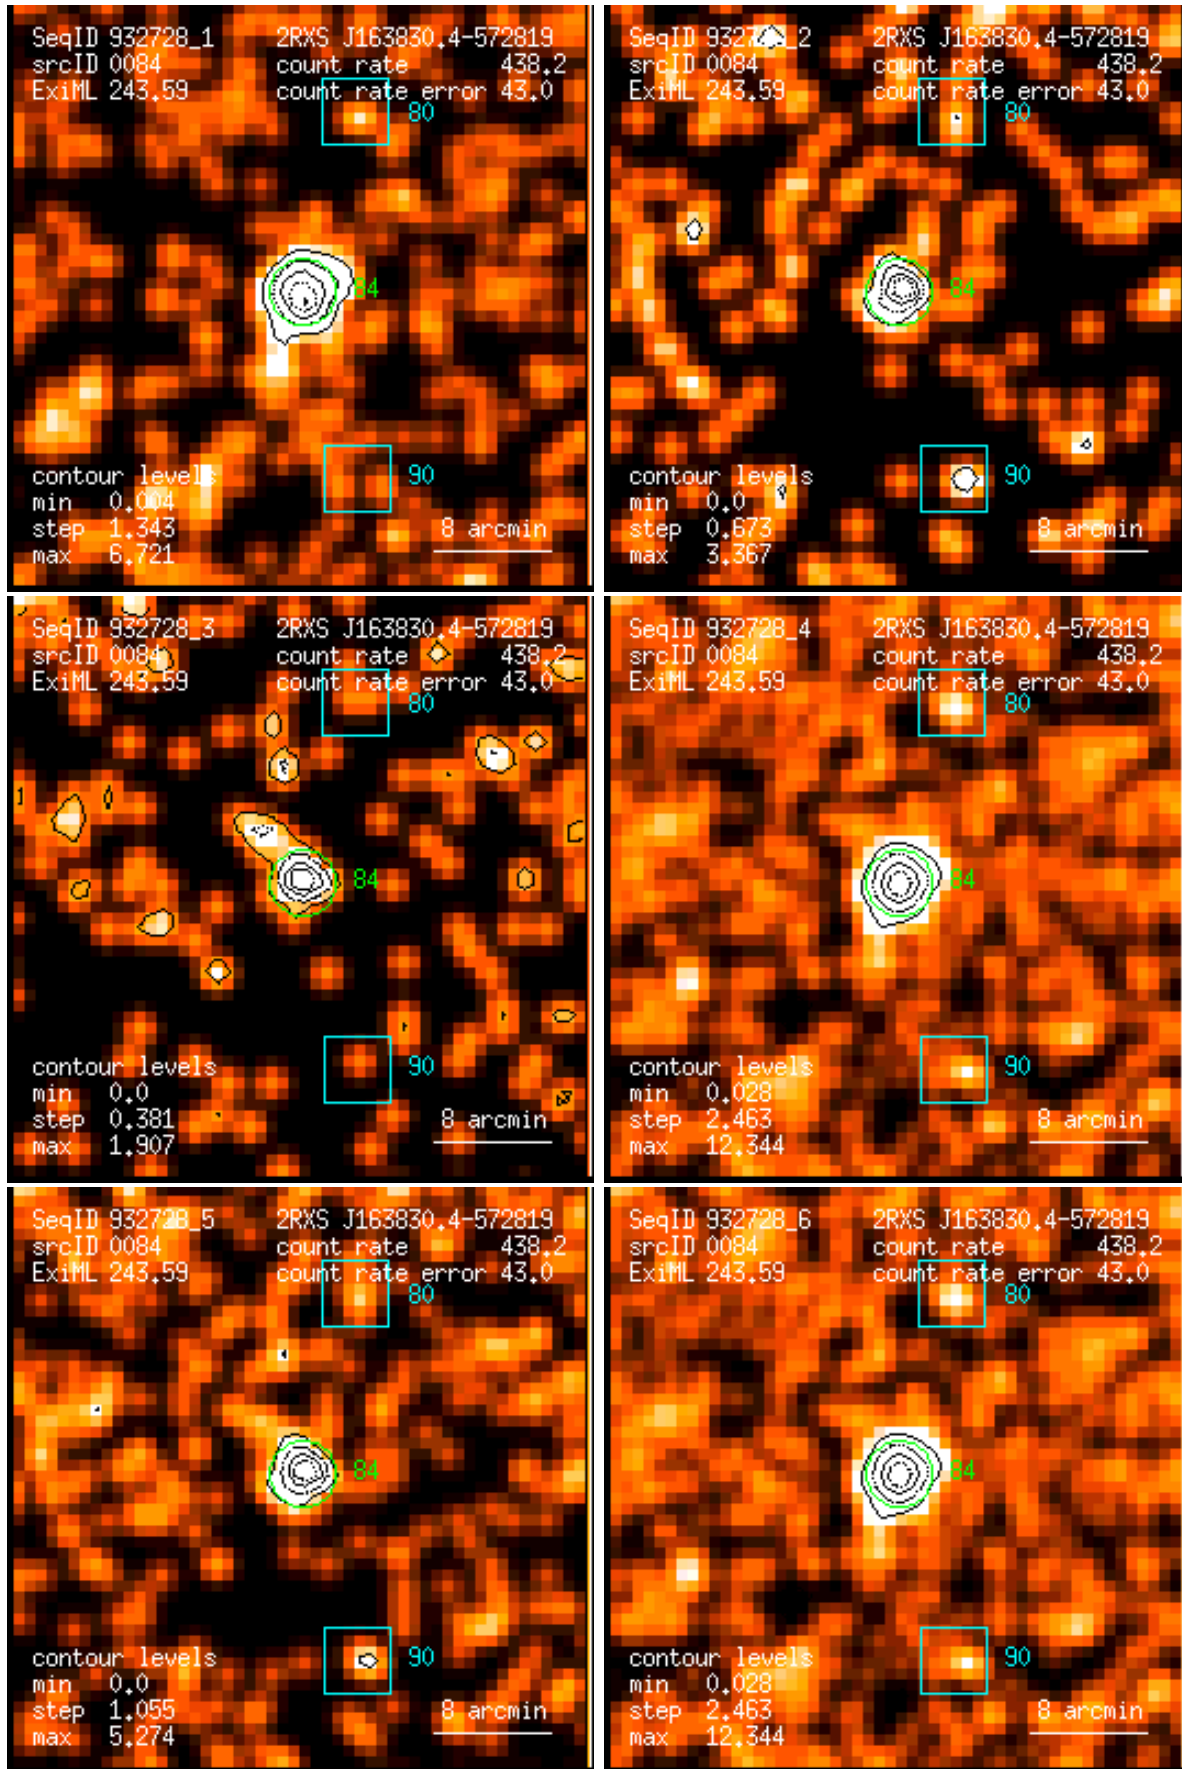 SeqID 932728_1 2RXS J163830.4-572819
srcID 0084 count rate 438.2
ExiML 243.59 count rate error 43.0
80
84
90
contour levels
min 0.004
step 1.343
max 6.721
8 arcmin
SeqID 932728_2 2RXS J163830.4-572819
srcID 0084 count rate 438.2
ExiML 243.59 count rate error 43.0
80
84
90
contour levels
min 0.0
step 0.673
max 3.367
8 arcmin
SeqID 932728_3 2RXS J163830.4-572819
srcID 0084 count rate 438.2
ExiML 243.59 count rate error 43.0
80
84
90
contour levels
min 0.0
step 0.381
max 1.907
8 arcmin
SeqID 932728_4 2RXS J163830.4-572819
srcID 0084 count rate 438.2
ExiML 243.59 count rate error 43.0
80
84
90
contour levels
min 0.028
step 2.463
max 12.344
8 arcmin
SeqID 932728_5 2RXS J163830.4-572819
srcID 0084 count rate 438.2
ExiML 243.59 count rate error 43.0
80
84
90
contour levels
min 0.0
step 1.055
max 5.274
8 arcmin
SeqID 932728_6 2RXS J163830.4-572819
srcID 0084 count rate 438.2
ExiML 243.59 count rate error 43.0
80
84
90
contour levels
min 0.028
step 2.463
max 12.344
8 arcmin